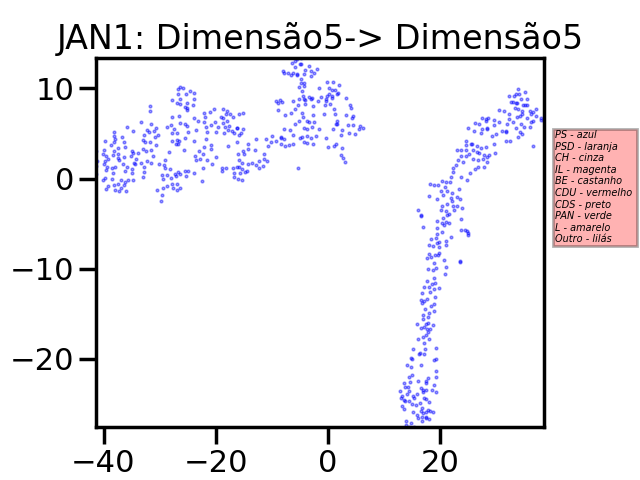 JAN1: Dimensão5-> Dimensão5
10
0
−10
−20
−40
−20
0
20
PS - azul
PSD - laranja
CH - cinza
IL - magenta
BE - castanho
CDU - vermelho
CDS - preto
PAN - verde
L - amarelo
Outro - lilás